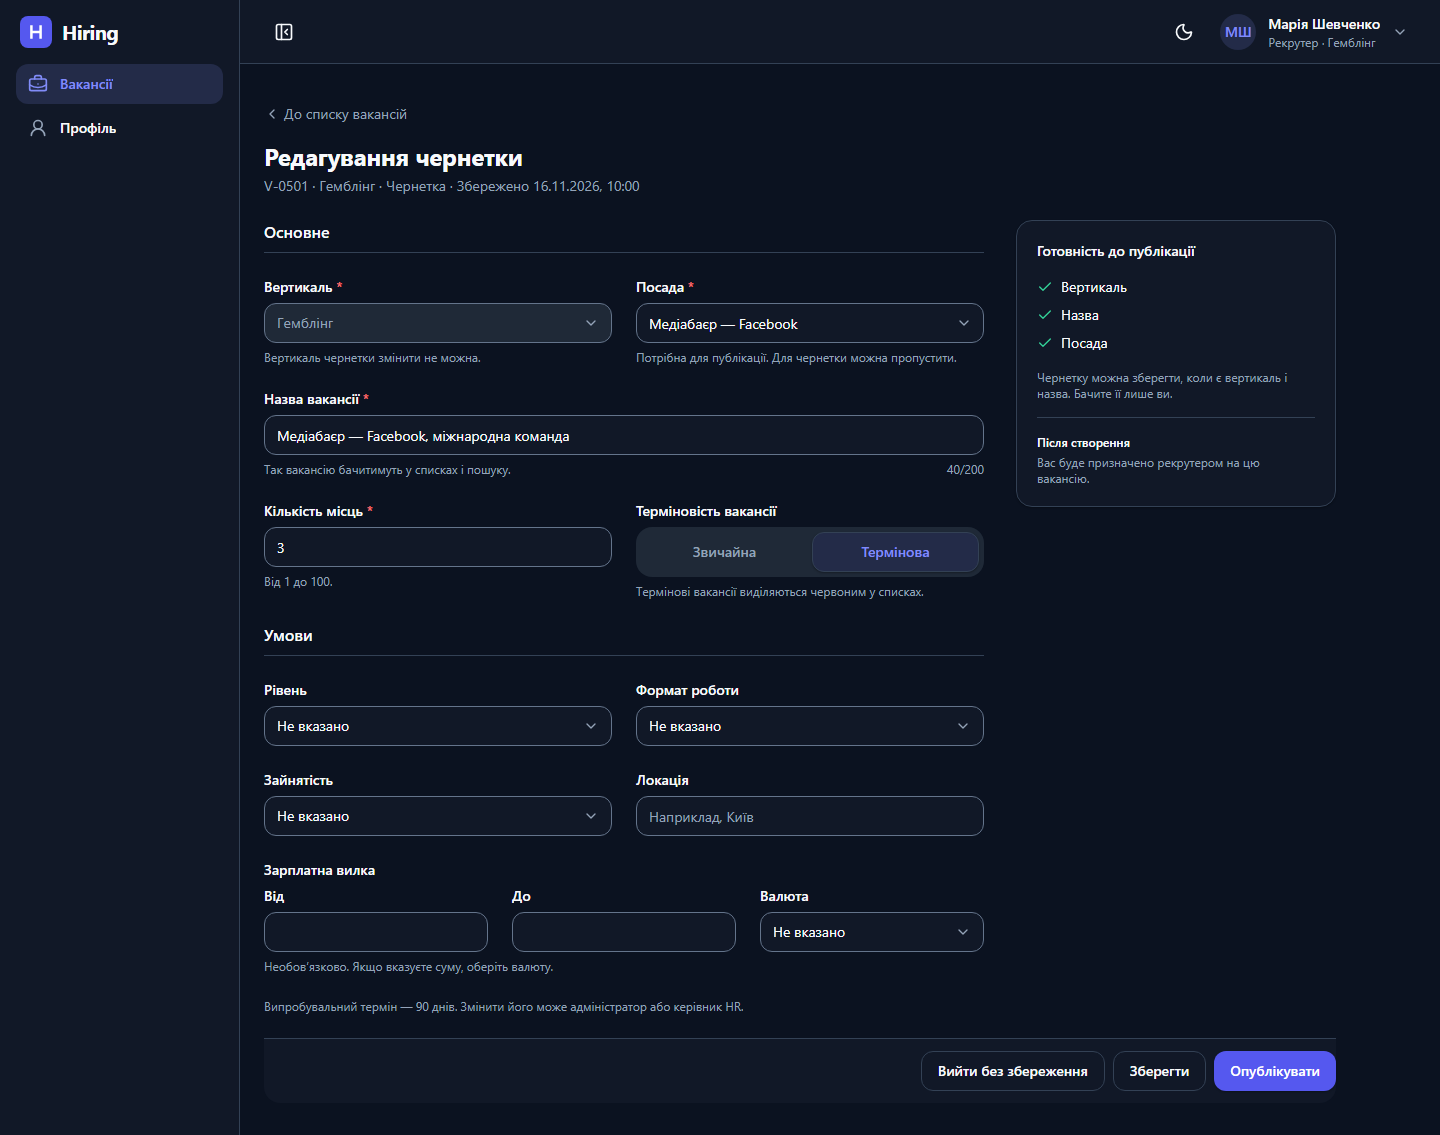 H Hiring
Вакансії
Профіль
МШ
Марія Шевченко
Рекрутер · Гемблінг
До списку вакансій
Редагування чернетки
V-0501 · Гемблінг · Чернетка · Збережено 16.11.2026, 10:00
Основне
Вертикаль *
Гемблінг
Вертикаль чернетки змінити не можна.
Посада *
Медіабаєр — Facebook
Потрібна для публікації. Для чернетки можна пропустити.
Назва вакансії *
Медіабаєр — Facebook, міжнародна команда
Так вакансію бачитимуть у списках і пошуку.
40/200
Кількість місць *
3
Від 1 до 100.
Терміновість вакансії
Звичайна
Термінова
Термінові вакансії виділяються червоним у списках.
Умови
Рівень
Не вказано
Формат роботи
Не вказано
Зайнятість
Не вказано
Локація
Наприклад, Київ
Зарплатна вилка
Від
До
Валюта
Не вказано
Необов'язково. Якщо вказуєте суму, оберіть валюту.
Випробувальний термін — 90 днів. Змінити його може адміністратор або керівник HR.
Готовність до публікації
Вертикаль
Назва
Посада
Чернетку можна зберегти, коли є вертикаль і
назва. Бачите її лише ви.
Після створення
Вас буде призначено рекрутером на цю
вакансію.
Вийти без збереження
Зберегти
Опублікувати